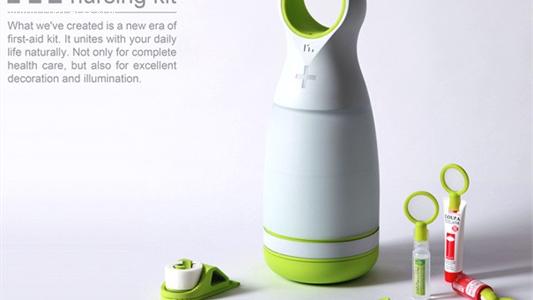 nursing kit
What we've created is a new era of
first-aid kit. It unites with your daily
life naturally. Not only for complete
health care, but also for excellent
decoration and illumination.